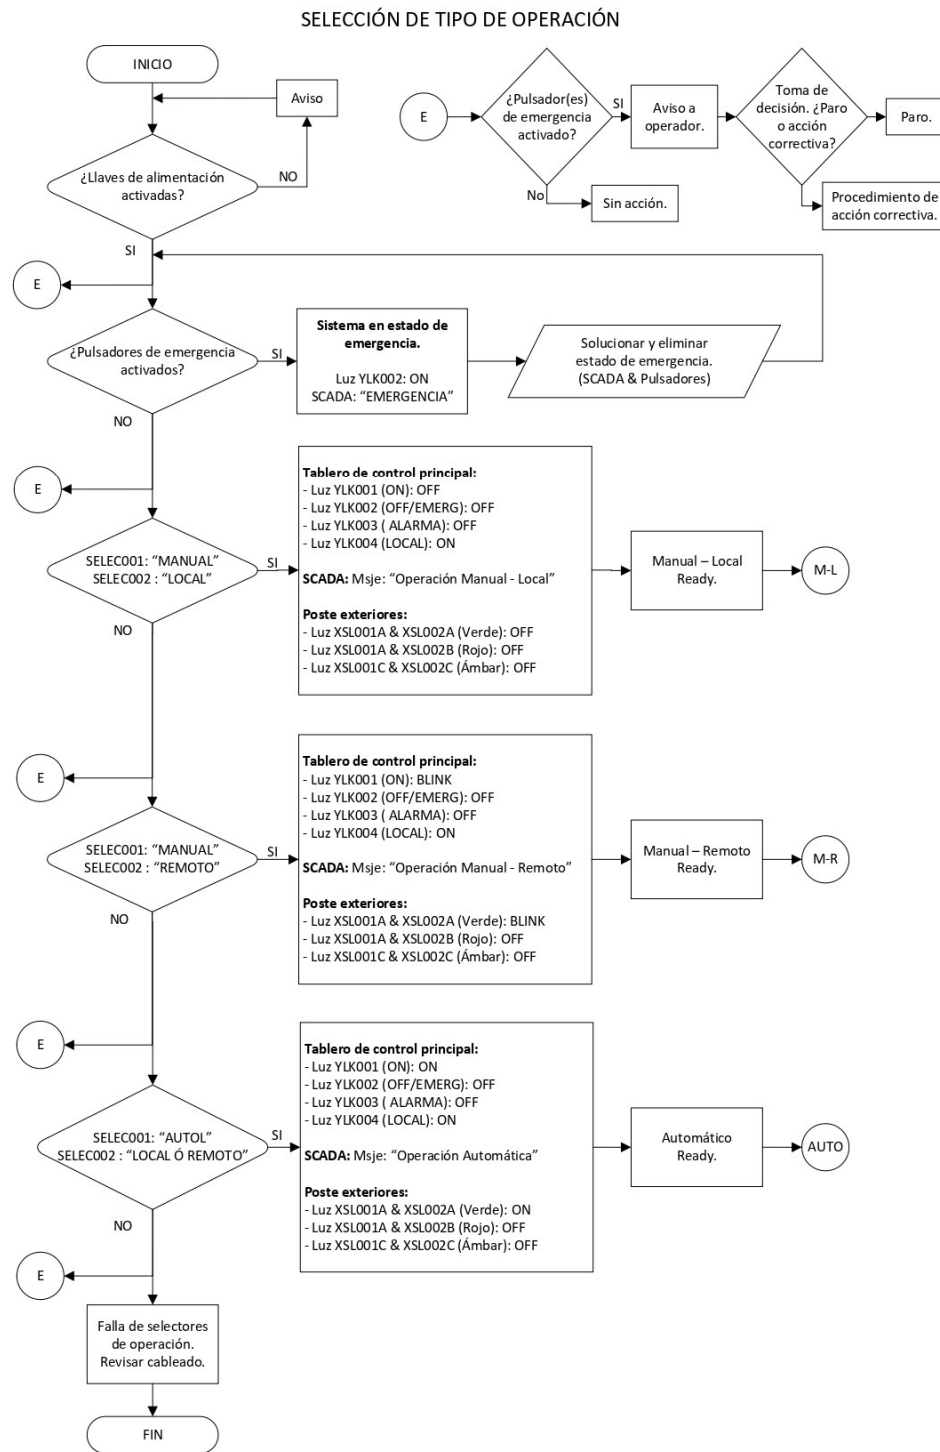 SELECCIÓN DE TIPO DE OPERACIÓN
INICIO
Aviso
¿Llaves de alimentación
activadas?
NO
SI
E
¿Pulsador(es)
de emergencia
activado?
SI
No
Aviso a
operador.
Sin acción.
Toma de
decisión. ¿Paro
o acción
correctiva?
Paro.
Procedimiento de
acción correctiva.
E
¿Pulsadores de emergencia
activados?
SI
NO
Sistema en estado de
emergencia.
Luz YLK002: ON
SCADA: “EMERGENCIA”
Solucionar y eliminar
estado de emergencia.
(SCADA & Pulsadores)
E
SELEC001: “MANUAL”
SELEC002 : “LOCAL”
SI
NO
Tablero de control principal:
- Luz YLK001 (ON): OFF
- Luz YLK002 (OFF/EMERG): OFF
- Luz YLK003 ( ALARMA): OFF
- Luz YLK004 (LOCAL): ON
SCADA: Msje: “Operación Manual - Local”
Poste exteriores:
- Luz XSL001A & XSL002A (Verde): OFF
- Luz XSL001A & XSL002B (Rojo): OFF
- Luz XSL001C & XSL002C (Ámbar): OFF
Manual – Local
Ready.
M-L
E
SELEC001: “MANUAL”
SELEC002 : “REMOTO”
SI
NO
Tablero de control principal:
- Luz YLK001 (ON): BLINK
- Luz YLK002 (OFF/EMERG): OFF
- Luz YLK003 ( ALARMA): OFF
- Luz YLK004 (LOCAL): ON
SCADA: Msje: “Operación Manual - Remoto”
Poste exteriores:
- Luz XSL001A & XSL002A (Verde): BLINK
- Luz XSL001A & XSL002B (Rojo): OFF
- Luz XSL001C & XSL002C (Ámbar): OFF
Manual – Remoto
Ready.
M-R
E
SELEC001: “AUTOL”
SELEC002 : “LOCAL Ó REMOTO”
SI
NO
Tablero de control principal:
- Luz YLK001 (ON): ON
- Luz YLK002 (OFF/EMERG): OFF
- Luz YLK003 ( ALARMA): OFF
- Luz YLK004 (LOCAL): ON
SCADA: Msje: “Operación Automática”
Poste exteriores:
- Luz XSL001A & XSL002A (Verde): ON
- Luz XSL001A & XSL002B (Rojo): OFF
- Luz XSL001C & XSL002C (Ámbar): OFF
Automático
Ready.
AUTO
E
Falla de selectores
de operación.
Revisar cableado.
FIN